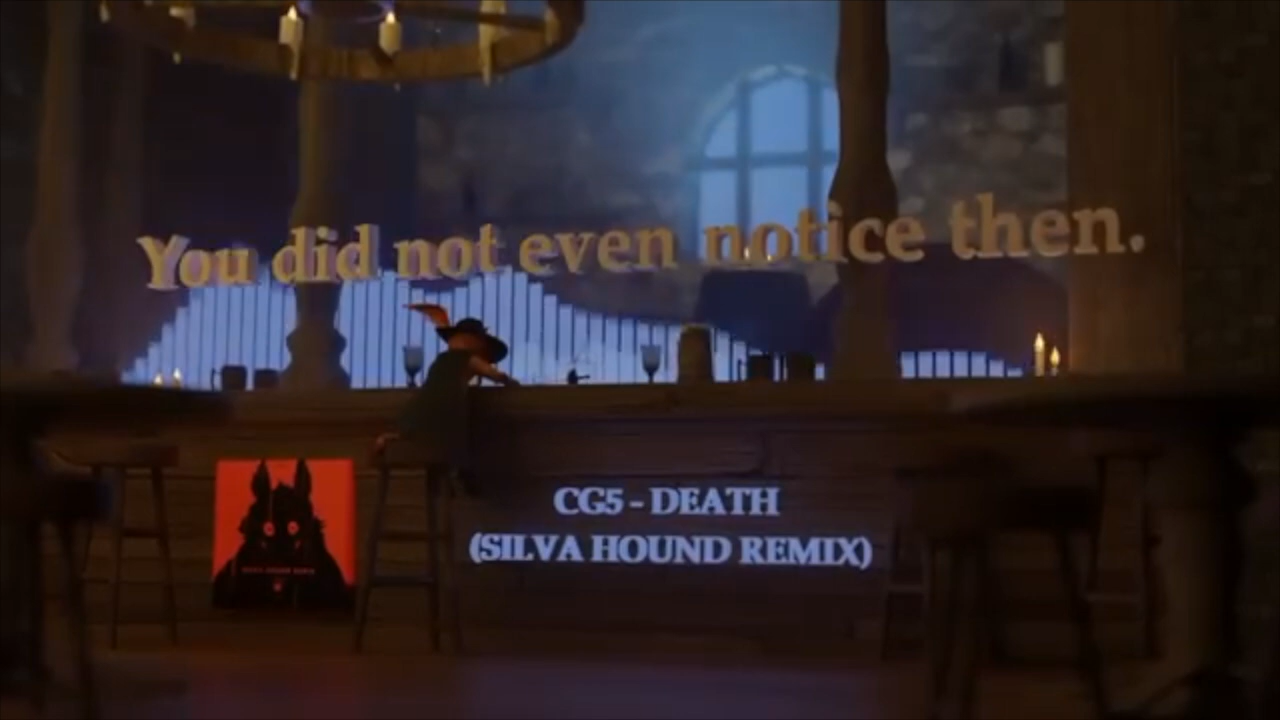 You did not even notice then.
CG5 - DEATH
(SILVA HOUND REMIX)